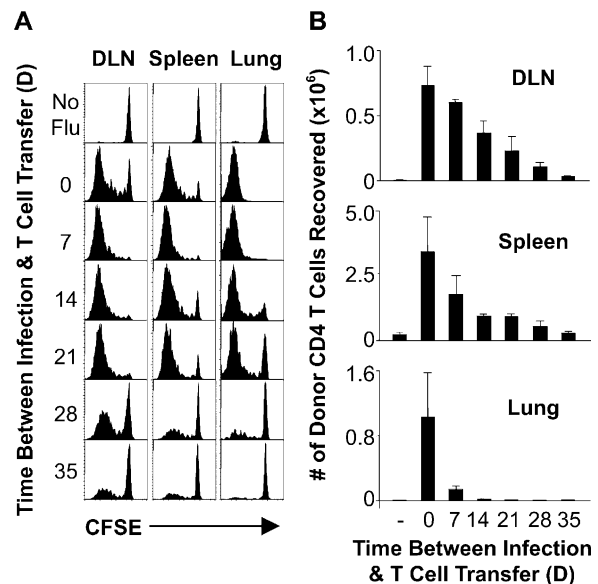 A
DLN Spleen Lung
Time Between Infection & T Cell Transfer (D)
No
Flu
0
7
14
21
28
35
CFSE
B
# of Donor CD4 T Cells Recovered (x10⁶)
1.0
DLN
0.5
0
5.0
Spleen
2.5
0
1.6
Lung
0.8
0
- 0 7 14 21 28 35
Time Between Infection
& T Cell Transfer (D)